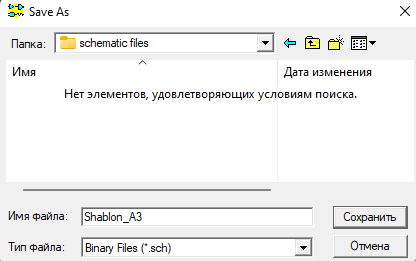 Save As
Папка: schematic files
Имя Дата изменения
Нет элементов, удовлетворяющих условиям поиска.
Имя файла: Shablon_A3 Сохранить
Тип файла: Binary Files (*.sch) Отмена